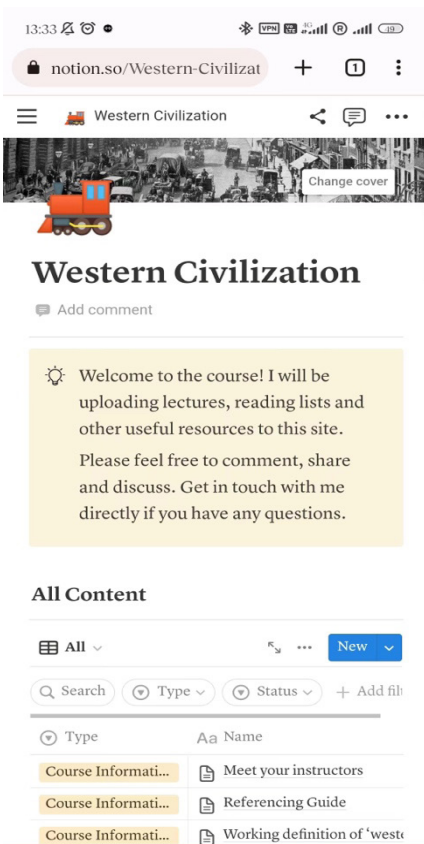 13:33 VPN 4G R 49
notion.so/Western-Civilizat 1
Western Civilization
Change cover
Western Civilization
Add comment
Welcome to the course! I will be
uploading lectures, reading lists and
other useful resources to this site.
Please feel free to comment, share
and discuss. Get in touch with me
directly if you have any questions.
All Content
All New
Search Type Status + Add filt
Type Aa Name
Course Informati... Meet your instructors
Course Informati... Referencing Guide
Course Informati... Working definition of ‘weste